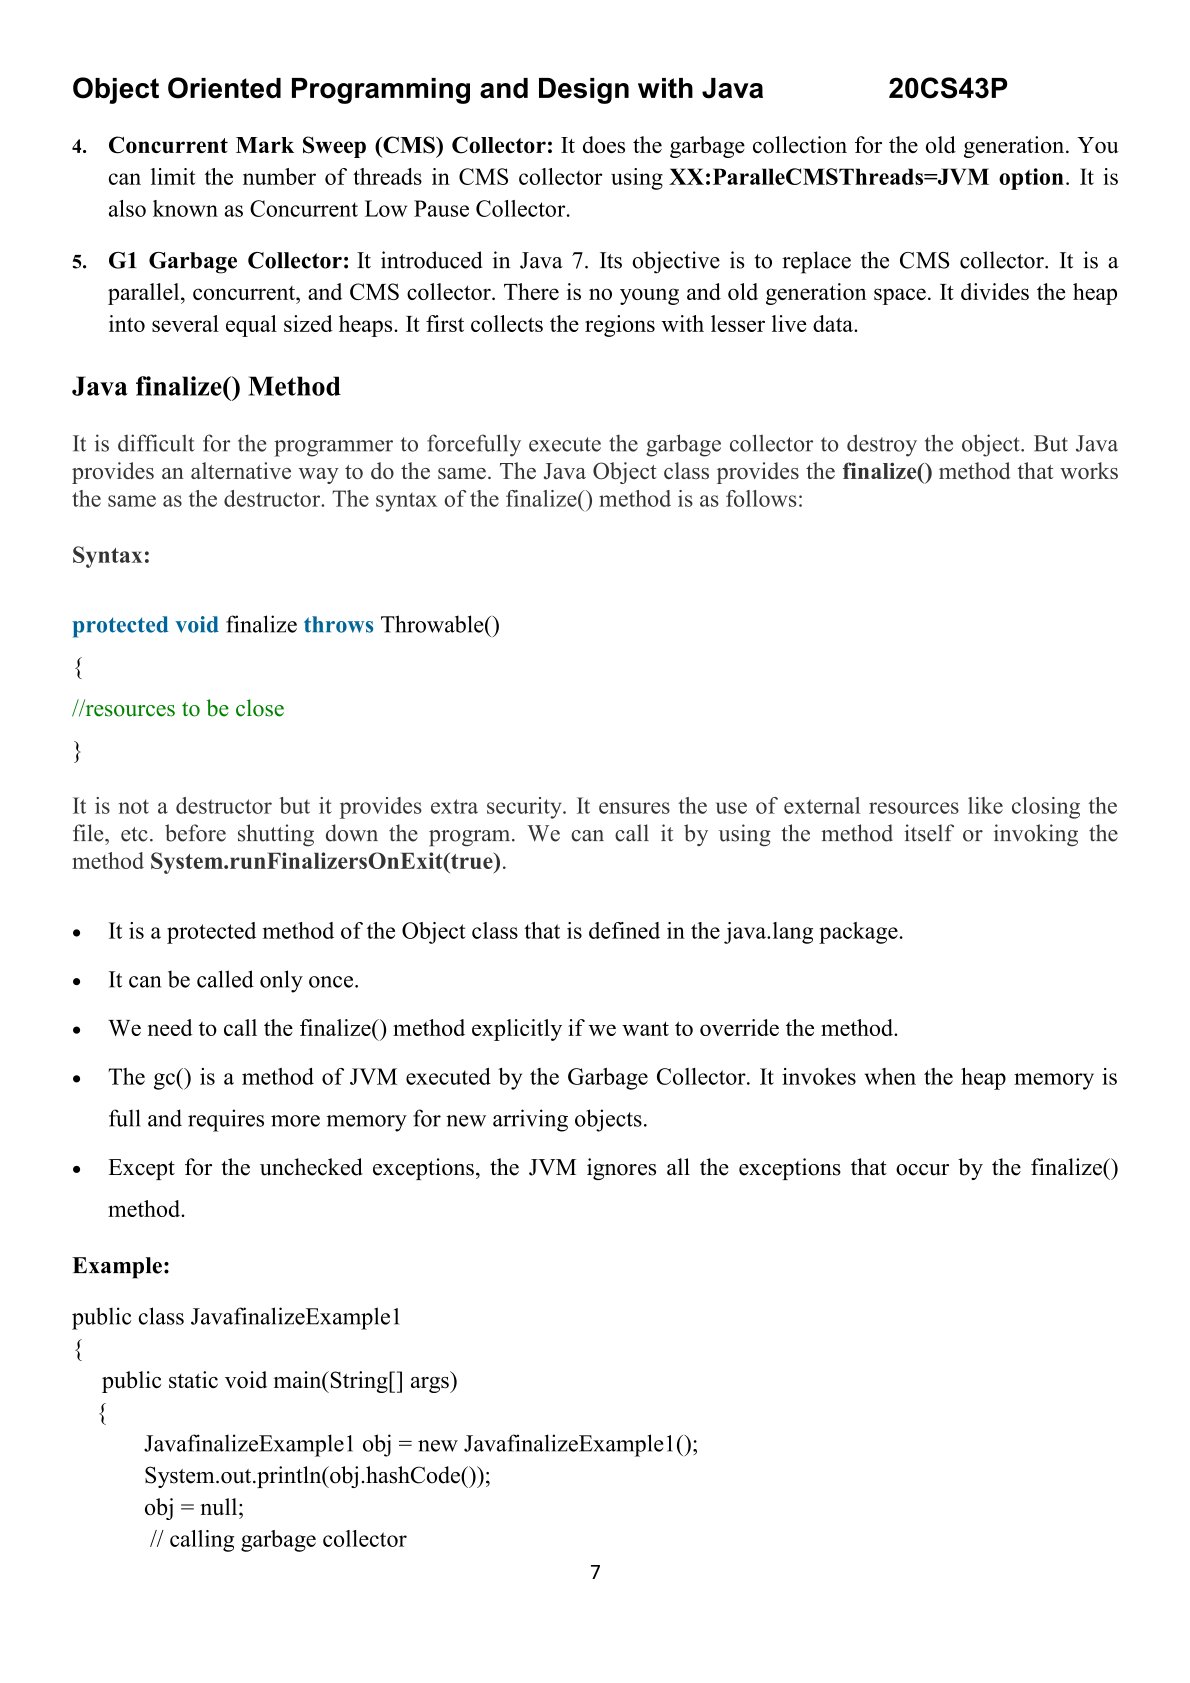 Object Oriented Programming and Design with Java 20CS43P
4. Concurrent Mark Sweep (CMS) Collector: It does the garbage collection for the old generation. You
can limit the number of threads in CMS collector using XX:ParalleCMSThreads=JVM option. It is
also known as Concurrent Low Pause Collector.
5. G1 Garbage Collector: It introduced in Java 7. Its objective is to replace the CMS collector. It is a
parallel, concurrent, and CMS collector. There is no young and old generation space. It divides the heap
into several equal sized heaps. It first collects the regions with lesser live data.
Java finalize() Method
It is difficult for the programmer to forcefully execute the garbage collector to destroy the object. But Java
provides an alternative way to do the same. The Java Object class provides the finalize() method that works
the same as the destructor. The syntax of the finalize() method is as follows:
Syntax:
protected void finalize throws Throwable()
{
//resources to be close
}
It is not a destructor but it provides extra security. It ensures the use of external resources like closing the
file, etc. before shutting down the program. We can call it by using the method itself or invoking the
method System.runFinalizersOnExit(true).
• It is a protected method of the Object class that is defined in the java.lang package.
• It can be called only once.
• We need to call the finalize() method explicitly if we want to override the method.
• The gc() is a method of JVM executed by the Garbage Collector. It invokes when the heap memory is
full and requires more memory for new arriving objects.
• Except for the unchecked exceptions, the JVM ignores all the exceptions that occur by the finalize()
method.
Example:
public class JavafinalizeExample1
{
public static void main(String[] args)
{
JavafinalizeExample1 obj = new JavafinalizeExample1();
System.out.println(obj.hashCode());
obj = null;
// calling garbage collector
7